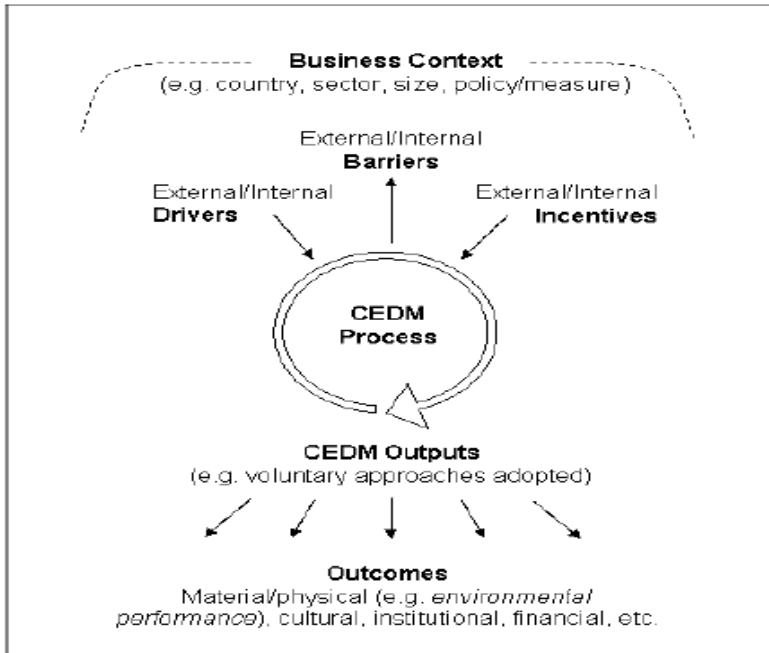 Business Context
(e.g. country, sector, size, policy/measure)
External/Internal
Barriers
External/Internal
Drivers
External/Internal
Incentives
CEDM
Process
CEDM Outputs
(e.g. voluntary approaches adopted)
Outcomes
Material/physical (e.g. environmental
performance), cultural, institutional, financial, etc.